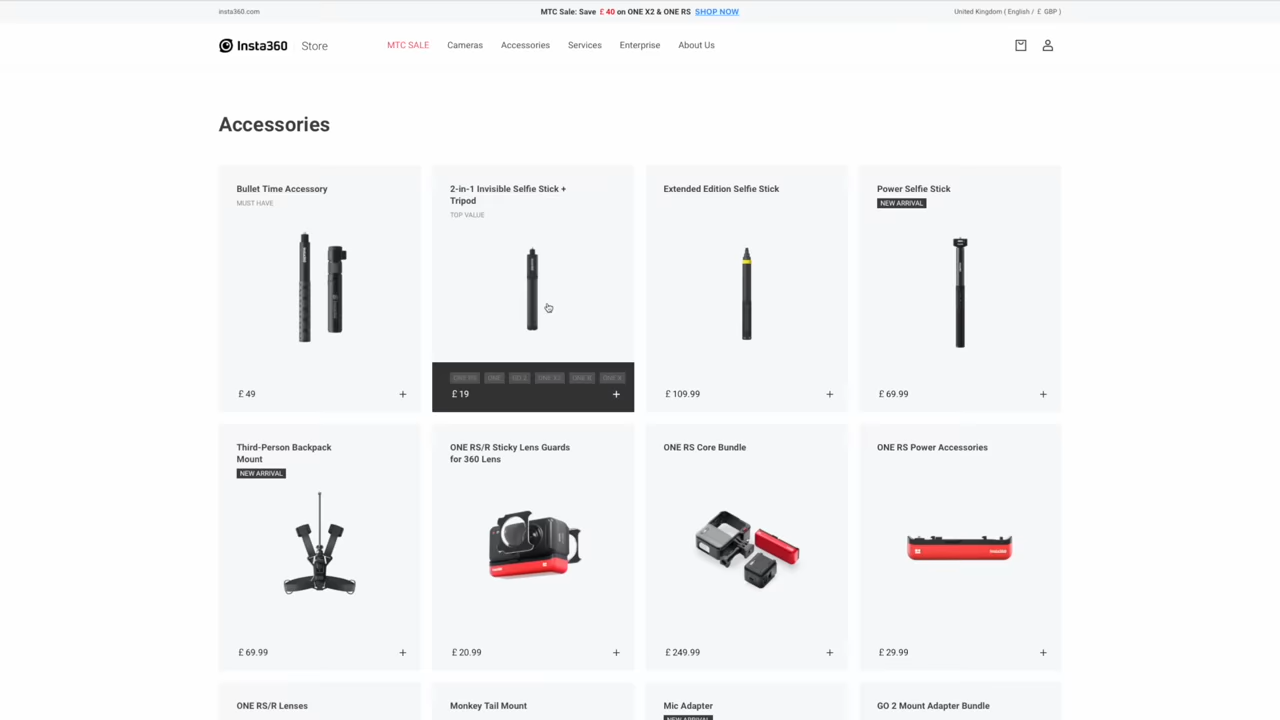 insta360.com
MTC Sale: Save £ 40 on ONE X2 & ONE RS SHOP NOW
United Kingdom ( English / £ GBP )
Insta360 Store
MTC SALE
Cameras
Accessories
Services
Enterprise
About Us
Accessories
Bullet Time Accessory
MUST HAVE
£ 49 +
2-in-1 Invisible Selfie Stick +
Tripod
TOP VALUE
£ 19 +
Extended Edition Selfie Stick
£ 109.99 +
Power Selfie Stick
NEW ARRIVAL
£ 69.99 +
Third-Person Backpack
Mount
NEW ARRIVAL
£ 69.99 +
ONE RS/R Sticky Lens Guards
for 360 Lens
£ 20.99 +
ONE RS Core Bundle
£ 249.99 +
ONE RS Power Accessories
£ 29.99 +
ONE RS/R Lenses
Monkey Tail Mount
Mic Adapter
NEW ARRIVAL
GO 2 Mount Adapter Bundle